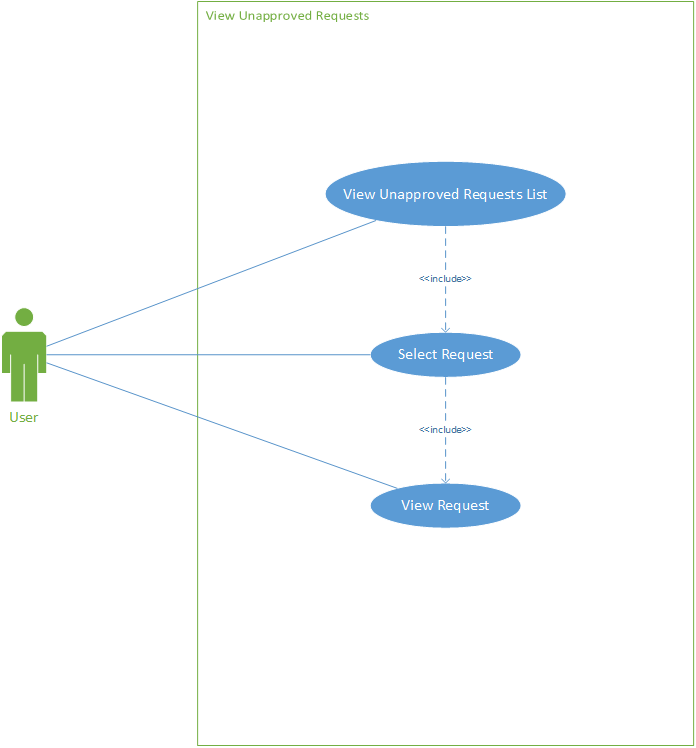 View Unapproved Requests
View Unapproved Requests List
<<include>>
Select Request
User
<<include>>
View Request